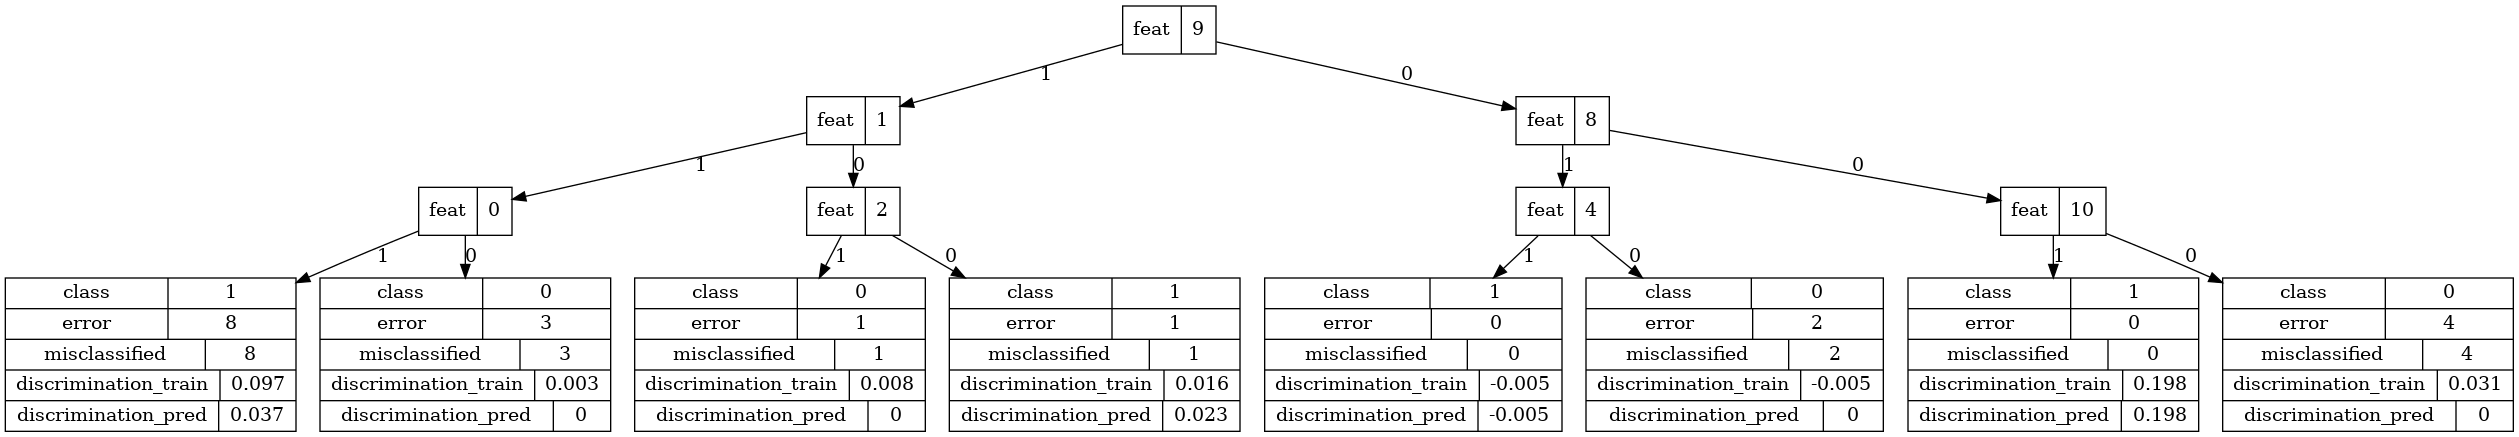 feat 9
1 0
feat 1 feat 8
1 0 1 0
feat 0 feat 2 feat 4 feat 10
1 0 1 0 1 0 1 0
class 1 class 0 class 0 class 1 class 1 class 0 class 1 class 0
error 8 error 3 error 1 error 1 error 0 error 2 error 0 error 4
misclassified 8 misclassified 3 misclassified 1 misclassified 1 misclassified 0 misclassified 2 misclassified 0 misclassified 4
discrimination_train 0.097 discrimination_train 0.003 discrimination_train 0.008 discrimination_train 0.016 discrimination_train -0.005 discrimination_train -0.005 discrimination_train 0.198 discrimination_train 0.031
discrimination_pred 0.037 discrimination_pred 0 discrimination_pred 0 discrimination_pred 0.023 discrimination_pred -0.005 discrimination_pred 0 discrimination_pred 0.198 discrimination_pred 0